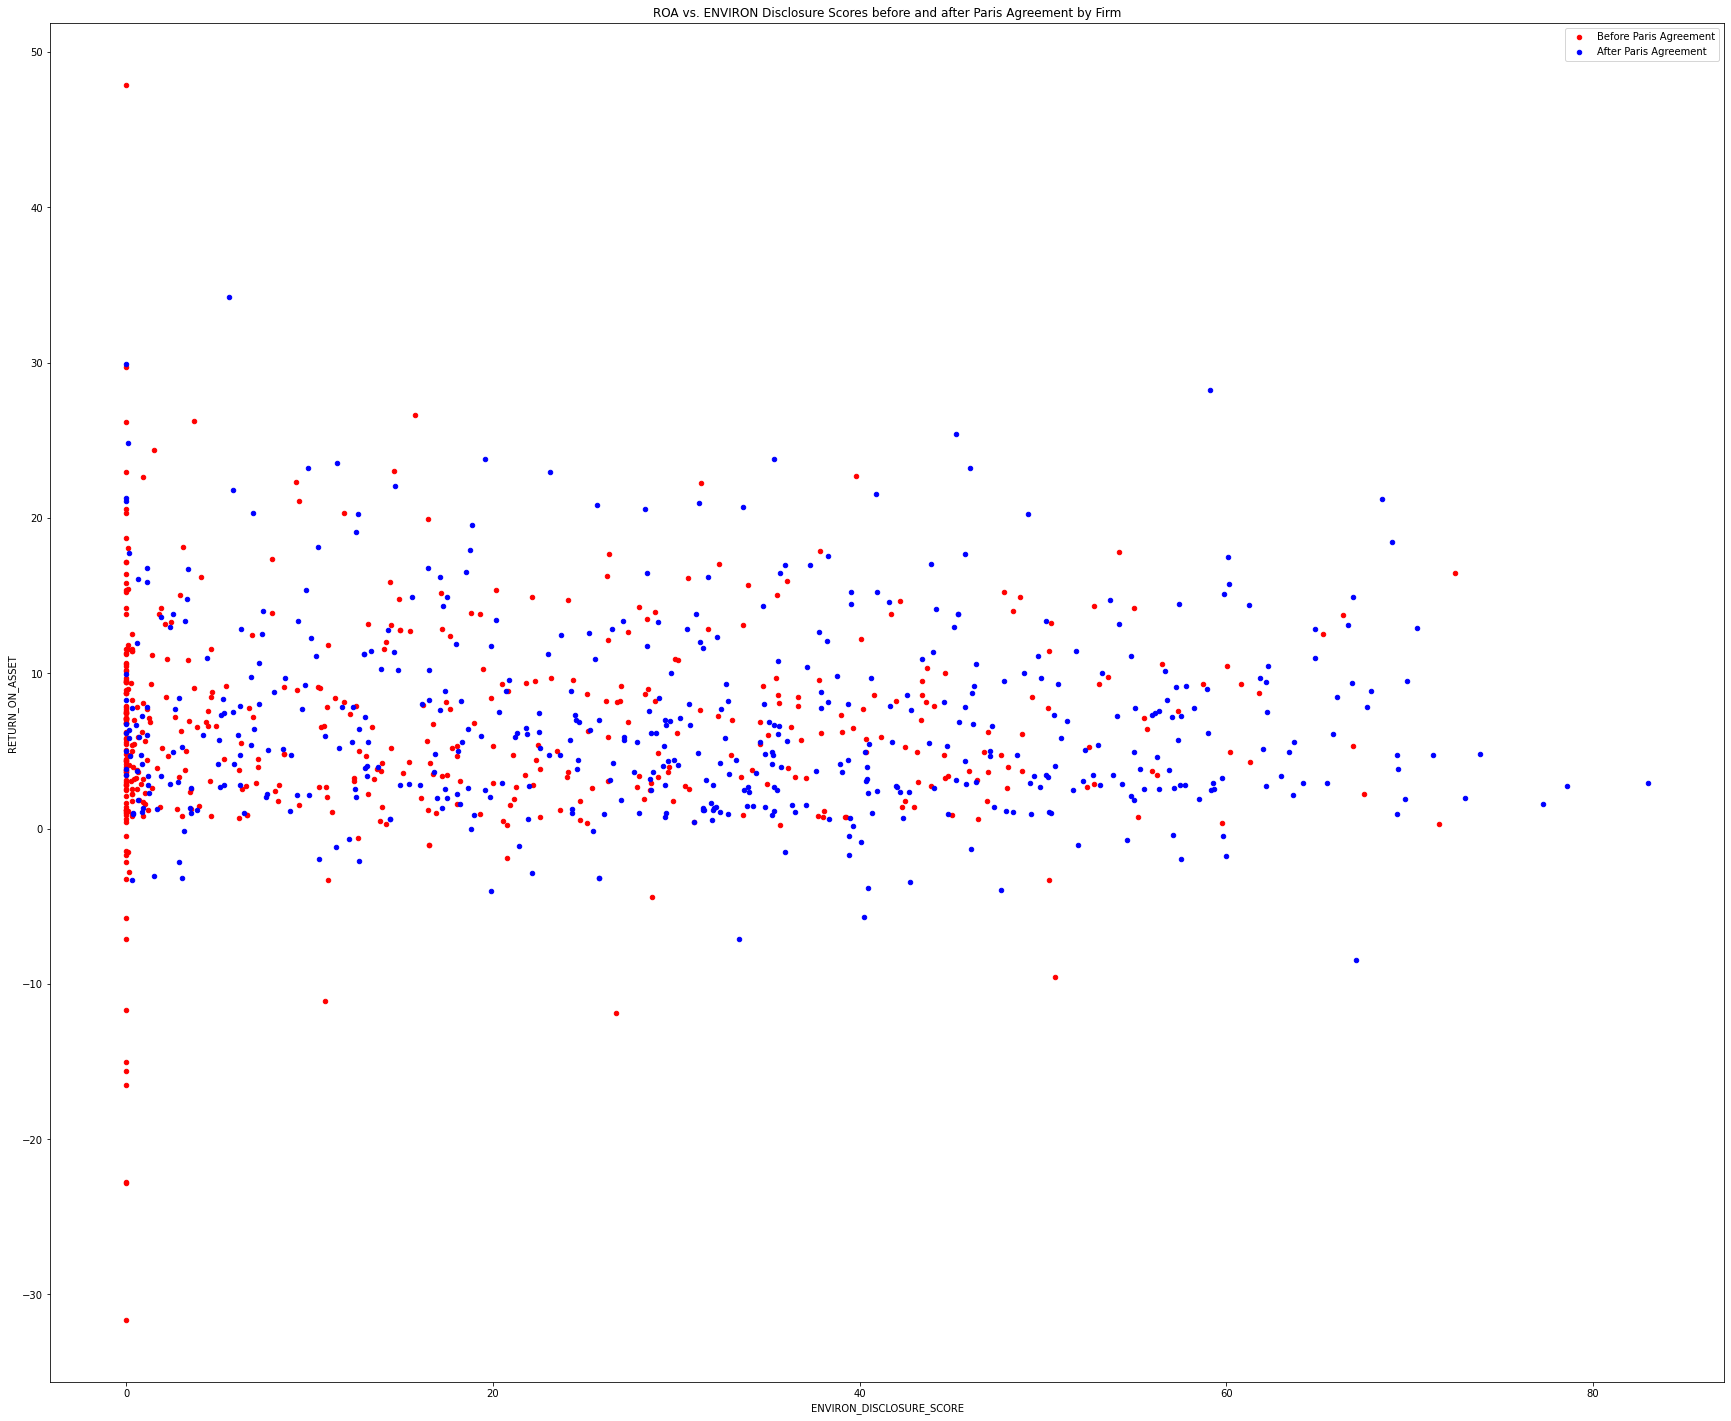 ROA vs. ENVIRON Disclosure Scores before and after Paris Agreement by Firm
Before Paris Agreement
After Paris Agreement
RETURN_ON_ASSET
50
40
30
20
10
0
−10
−20
−30
0 20 40 60 80
ENVIRON_DISCLOSURE_SCORE